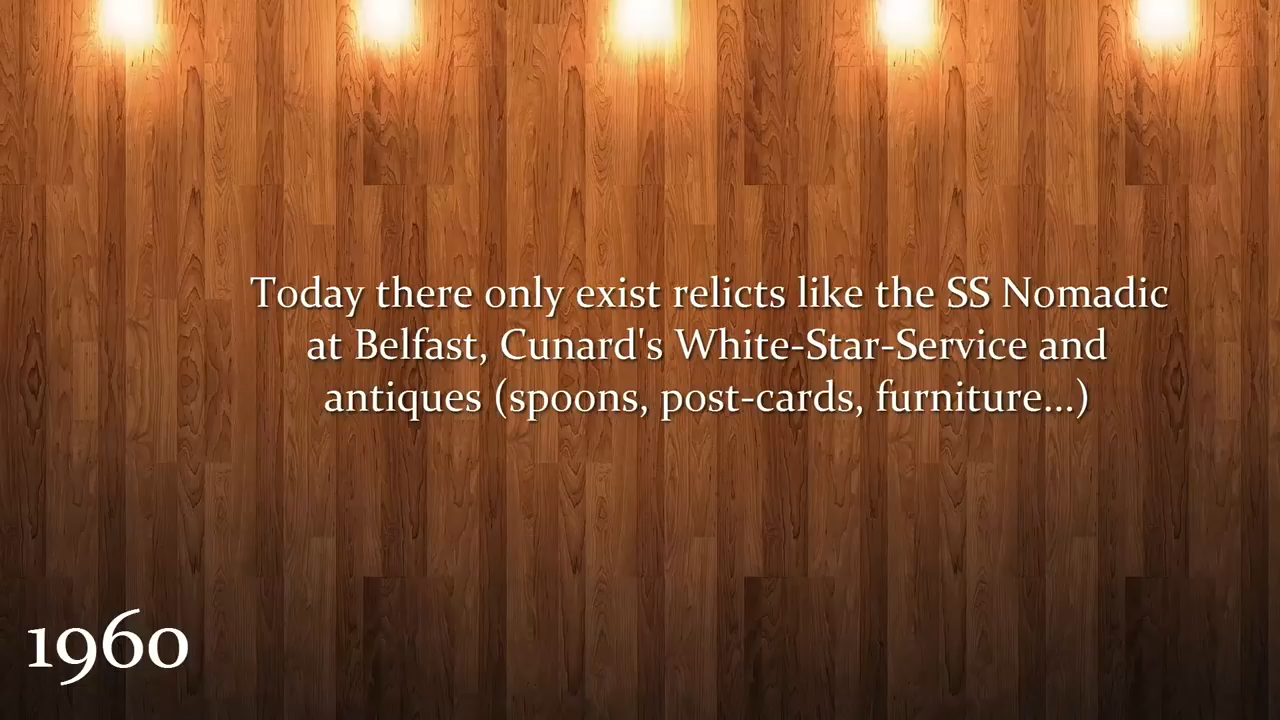 Today there only exist relicts like the SS Nomadic
at Belfast, Cunard's White-Star-Service and
antiques (spoons, post-cards, furniture...)
1960